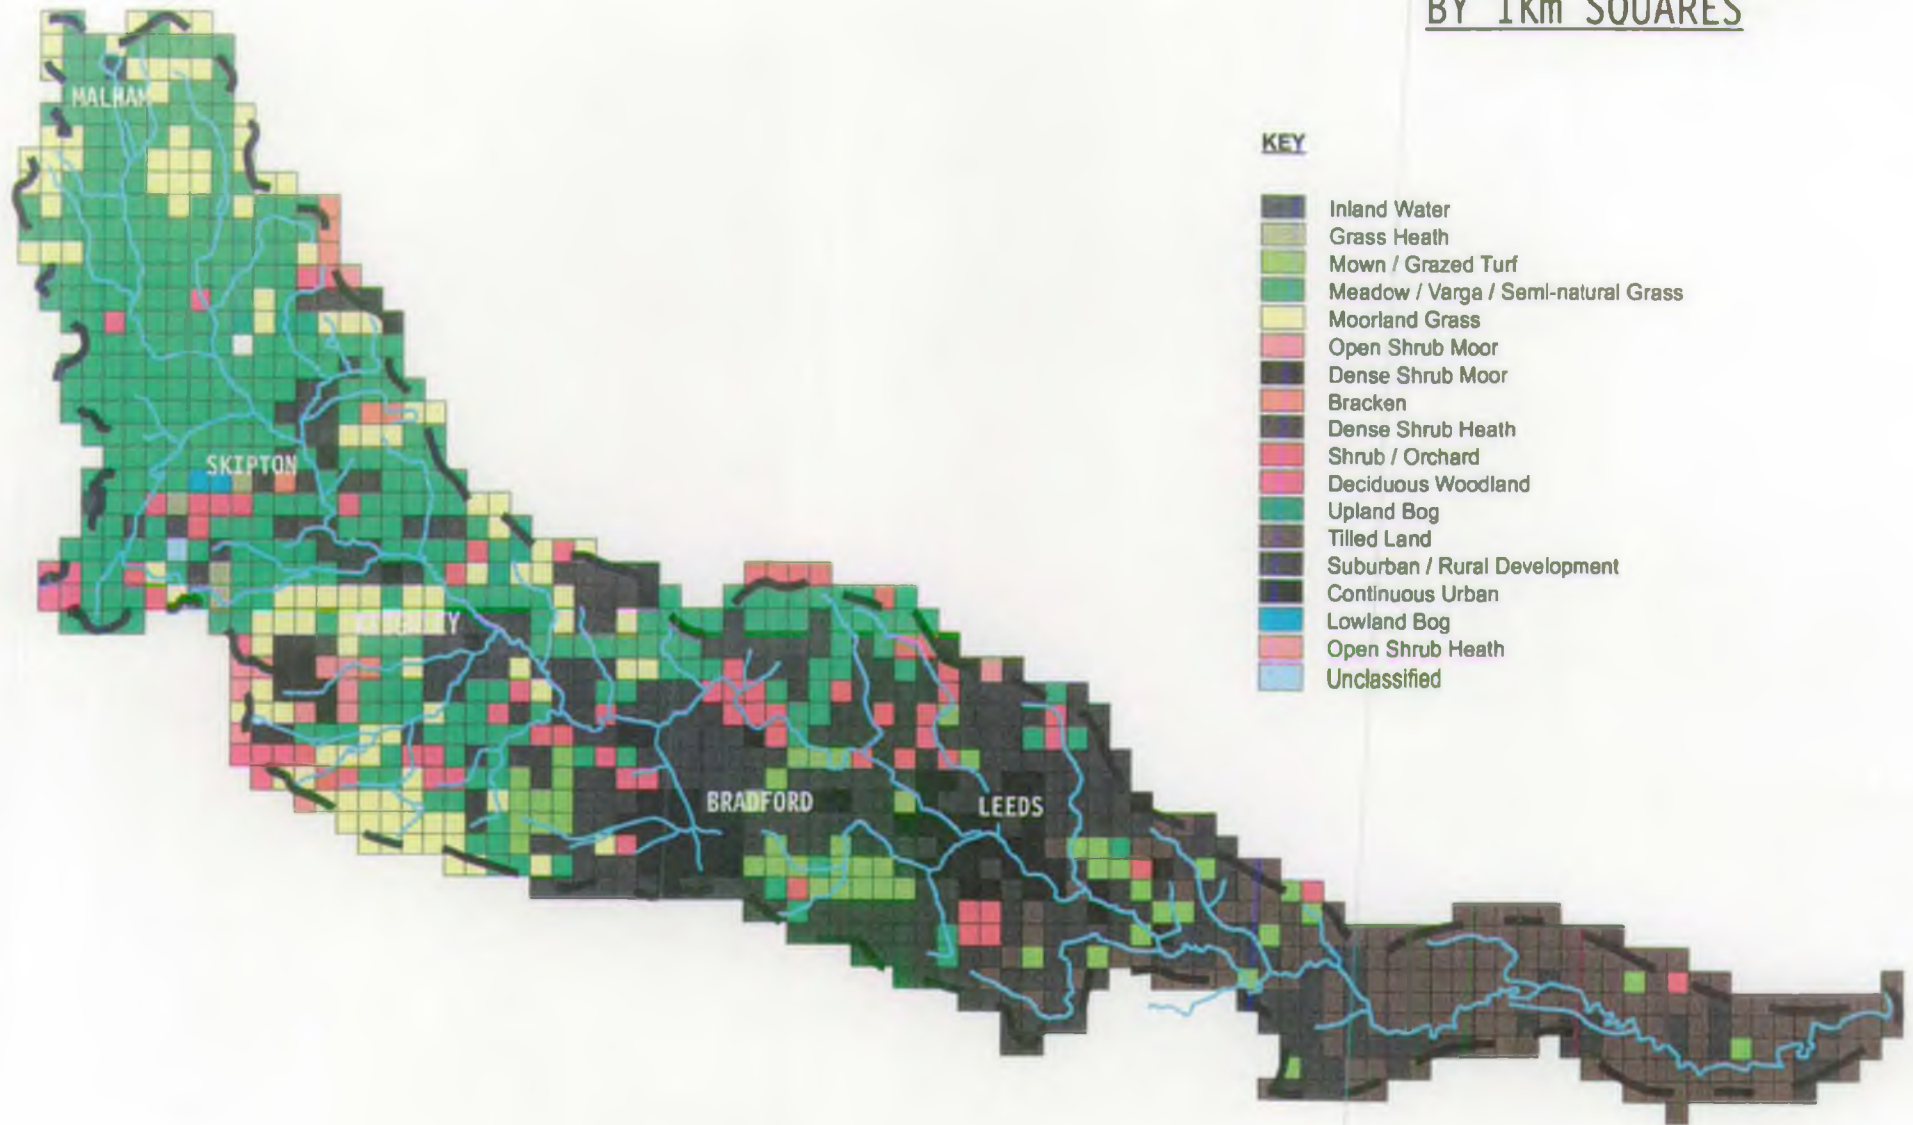 BY 1Km SQUARES
MALHAM
KEY
Inland Water
Grass Heath
Mown / Grazed Turf
Meadow / Varga / Semi-natural Grass
Moorland Grass
Open Shrub Moor
Dense Shrub Moor
Bracken
Dense Shrub Heath
Shrub / Orchard
Deciduous Woodland
Upland Bog
Tilled Land
Suburban / Rural Development
Continuous Urban
Lowland Bog
Open Shrub Heath
Unclassified
SKIPTON
BRADFORD
LEEDS